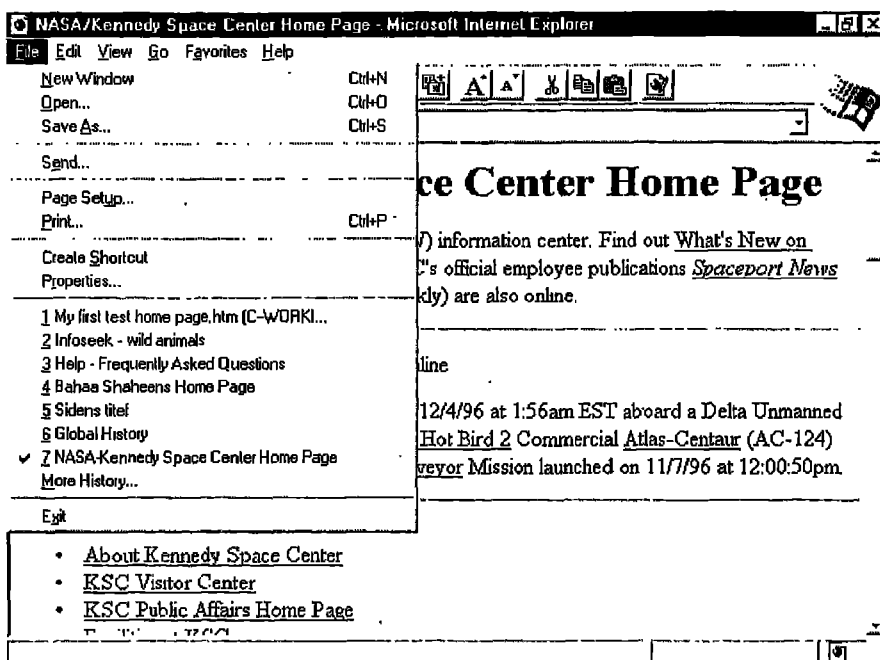 NASA/Kennedy Space Center Home Page - Microsoft Internet Explorer
File Edit View Go Favorites Help
New Window Ctrl+N
Open... Ctrl+O
Save As... Ctrl+S
Send...
Page Setup...
Print... Ctrl+P
Create Shortcut
Properties...
1 My first test home page.htm (C-WORKI...
2 Infoseek - wild animals
3 Help - Frequently Asked Questions
4 Bahaa Shaheens Home Page
5 Sidens titel
6 Global History
7 NASA-Kennedy Space Center Home Page
More History...
Exit
ce Center Home Page
) information center. Find out What's New on
's official employee publications Spaceport News
kly) are also online.
line
12/4/96 at 1:56am EST aboard a Delta Unmanned
Hot Bird 2 Commercial Atlas-Centaur (AC-124)
veyor Mission launched on 11/7/96 at 12:00:50pm
• About Kennedy Space Center
• KSC Visitor Center
• KSC Public Affairs Home Page